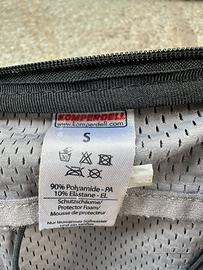 KOMPERDELL
www.komperdell.com
S
90% Polyamide - PA
10% Elastane - EL
Schutzschäume/
Protector Foam/
Mousse de protecteur